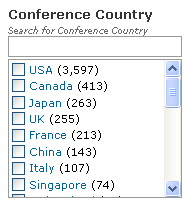 Conference Country
Search for Conference Country
USA (3,597)
Canada (413)
Japan (263)
UK (255)
France (213)
China (143)
Italy (107)
Singapore (74)